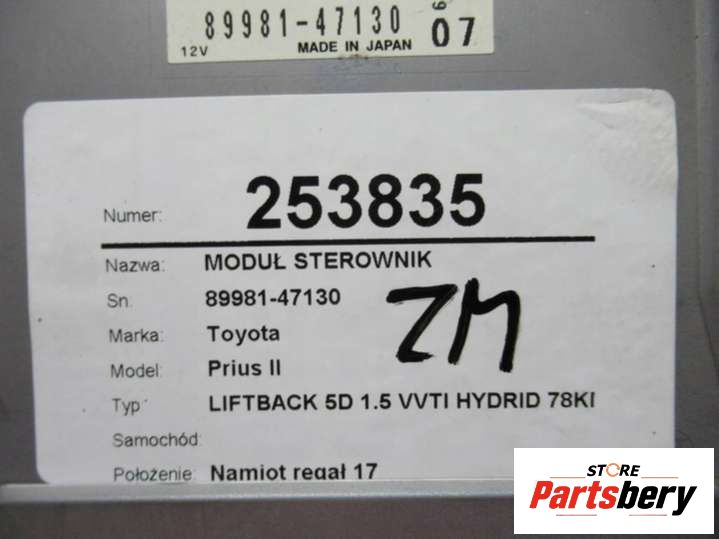 89981-47130
12V MADE IN JAPAN 07
Numer: 253835
Nazwa: MODUŁ STEROWNIK
Sn: 89981-47130
Marka: Toyota
Model: Prius II
Typ: LIFTBACK 5D 1.5 VVTI HYDRID 78K
ZM
Samochód:
Położenie: Namiot regał 17
STORE
Partsbery